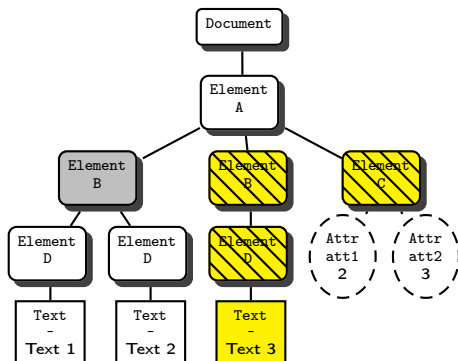 Document
Element
A
Element
B
Element
B
Element
C
Element
D
Element
D
Element
D
Attr
att1
2
Attr
att2
3
Text
-
Text 1
Text
-
Text 2
Text
-
Text 3